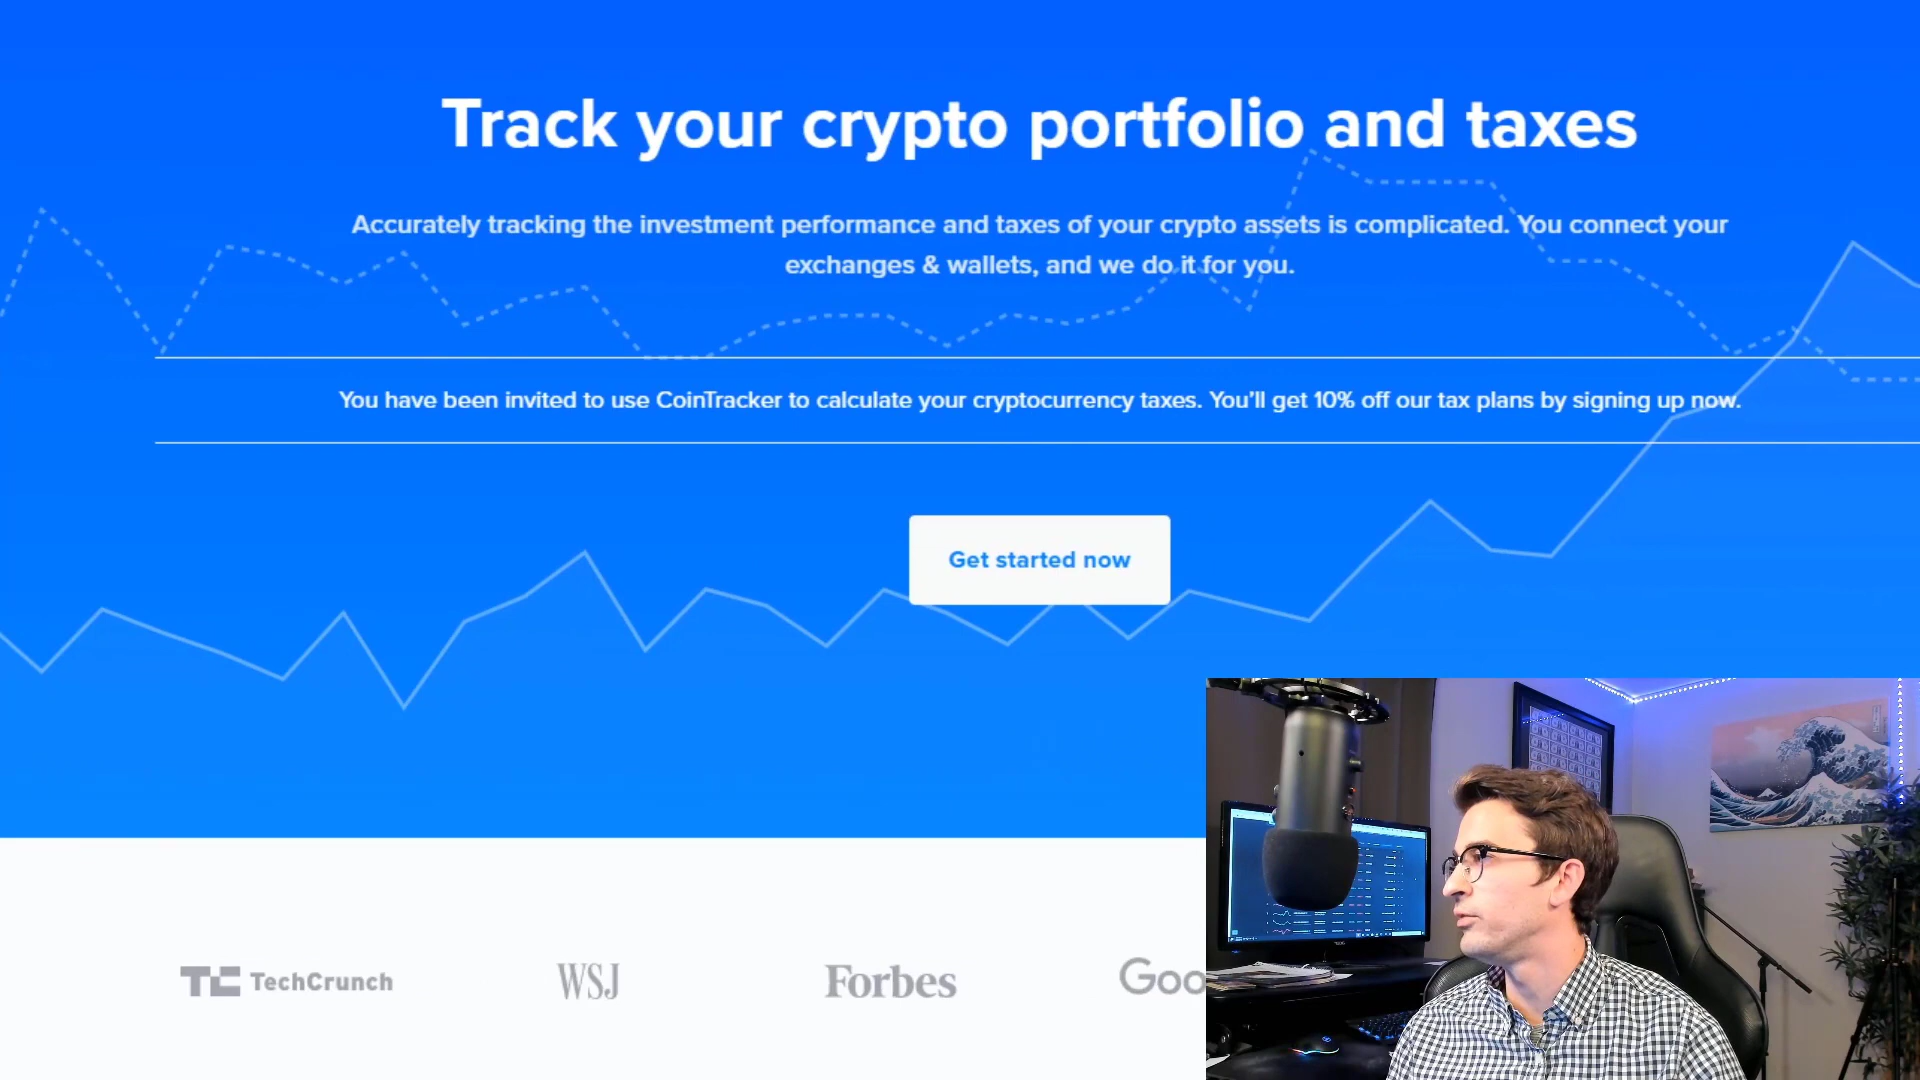 Track your crypto portfolio and taxes
Accurately tracking the investment performance and taxes of your crypto assets is complicated. You connect your
exchanges & wallets, and we do it for you.
You have been invited to use CoinTracker to calculate your cryptocurrency taxes. You'll get 10% off our tax plans by signing up now.
Get started now
TC TechCrunch
WSJ
Forbes
Goo